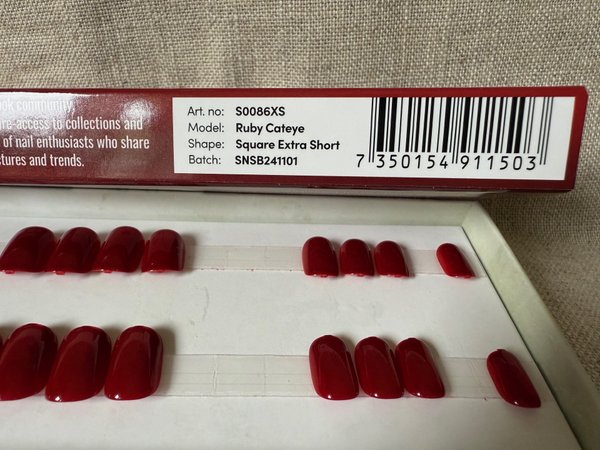 ok community.
re-access to collections and
of nail enthusiasts who share
tures and trends.
Art. no: S0086XS
Model: Ruby Cateye
Shape: Square Extra Short
Batch: SNSB241101
7 350154 911503